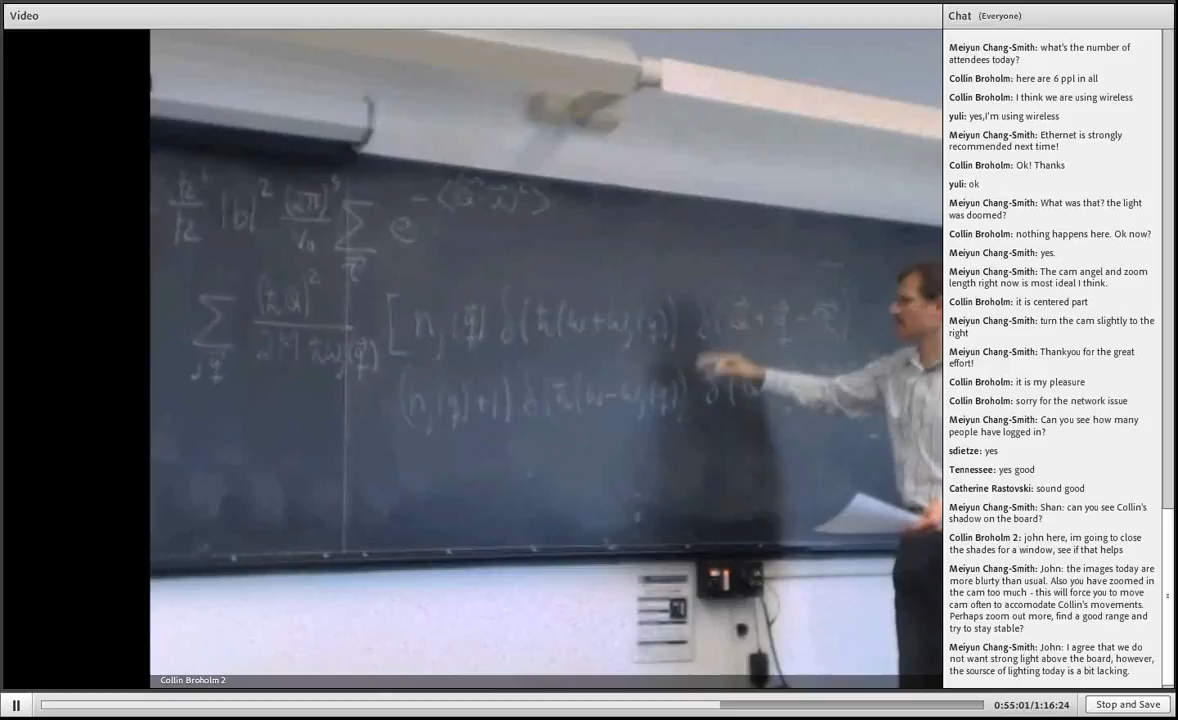 Video
Chat (Everyone)
Meiyun Chang-Smith: what's the number of
attendees today?
Collin Broholm: here are 6 ppl in all
Collin Broholm: I think we are using wireless
yuli: yes,I'm using wireless
Meiyun Chang-Smith: Ethernet is strongly
recommended next time!
Collin Broholm: Ok! Thanks
yuli: ok
Meiyun Chang-Smith: What was that? the light
was doomed?
Collin Broholm: nothing happens here. Ok now?
Meiyun Chang-Smith: yes.
Meiyun Chang-Smith: The cam angel and zoom
length right now is most ideal I think.
Collin Broholm: it is centered part
Meiyun Chang-Smith: turn the cam slightly to the
right
Meiyun Chang-Smith: Thankyou for the great
effort!
Collin Broholm: it is my pleasure
Collin Broholm: sorry for the network issue
Meiyun Chang-Smith: Can you see how many
people have logged in?
sdietze: yes
Tennessee: yes good
Catherine Rastovski: sound good
Meiyun Chang-Smith: Shan: can you see Collin's
shadow on the board?
Collin Broholm 2: john here, im going to close
the shades for a window, see if that helps
Meiyun Chang-Smith: John: the images today are
more blurty than usual. Also you have zoomed in
the cam too much - this will force you to move
cam often to accomodate Collin's movements.
Perhaps zoom out more, find a good range and
try to stay stable?
Meiyun Chang-Smith: John: I agree that we do
not want strong light above the board, however,
the soursce of lighting today is a bit lacking.
Collin Broholm 2
0:55:01/1:16:24
Stop and Save